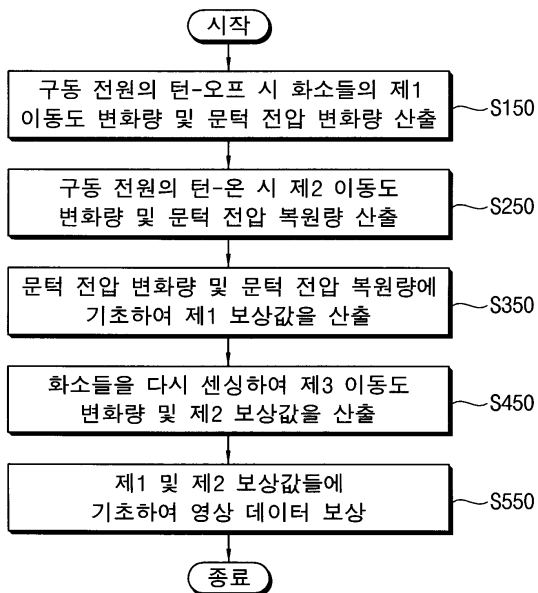 시작
구동 전원의 턴-오프 시 화소들의 제1
이동도 변화량 및 문턱 전압 변화량 산출
S150
구동 전원의 턴-온 시 제2 이동도
변화량 및 문턱 전압 복원량 산출
S250
문턱 전압 변화량 및 문턱 전압 복원량에
기초하여 제1 보상값을 산출
S350
화소들을 다시 센싱하여 제3 이동도
변화량 및 제2 보상값을 산출
S450
제1 및 제2 보상값들에
기초하여 영상 데이터 보상
S550
종료